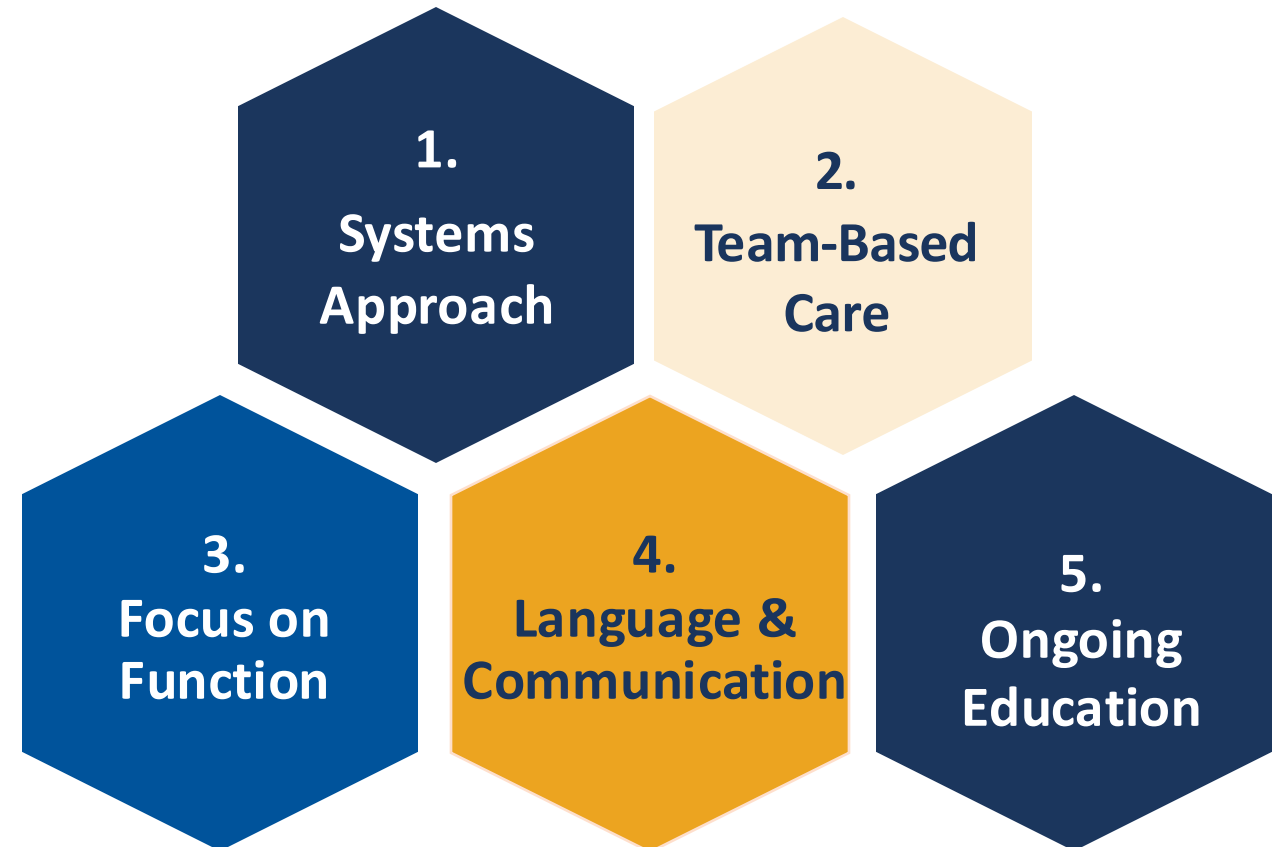 1.
Systems
Approach
2.
Team-Based
Care
3.
Focus on
Function
4.
Language &
Communication
5.
Ongoing
Education